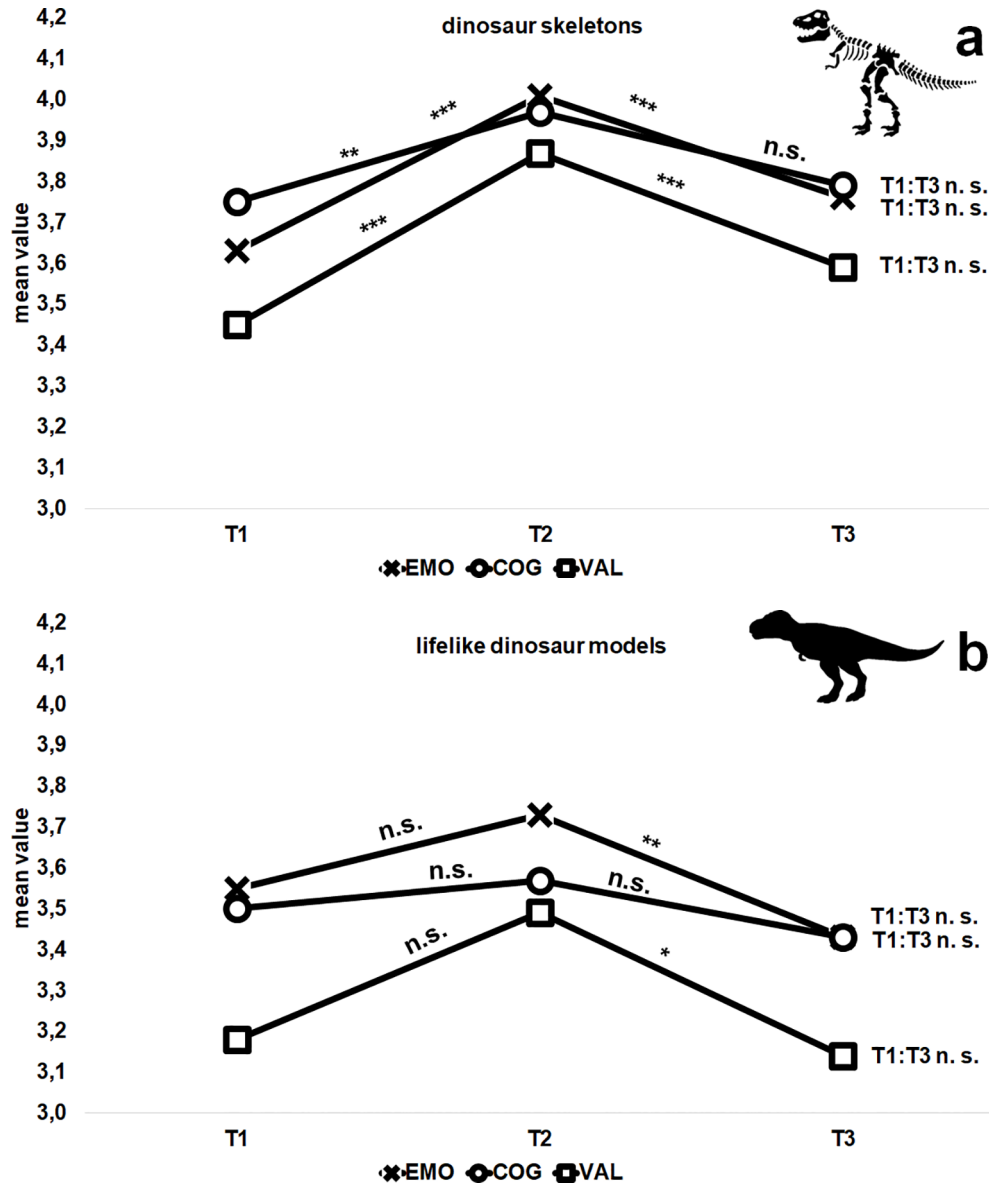 dinosaur skeletons
a
mean value
4,2
4,1
4,0
3,9
3,8
3,7
3,6
3,5
3,4
3,3
3,2
3,1
3,0
**
***
***
***
***
n.s.
T1:T3 n. s.
T1:T3 n. s.
T1:T3 n. s.
T1 T2 T3
EMO COG VAL
lifelike dinosaur models
b
mean value
4,2
4,1
4,0
3,9
3,8
3,7
3,6
3,5
3,4
3,3
3,2
3,1
3,0
n.s.
**
n.s.
n.s.
n.s.
*
T1:T3 n. s.
T1:T3 n. s.
T1:T3 n. s.
T1 T2 T3
EMO COG VAL